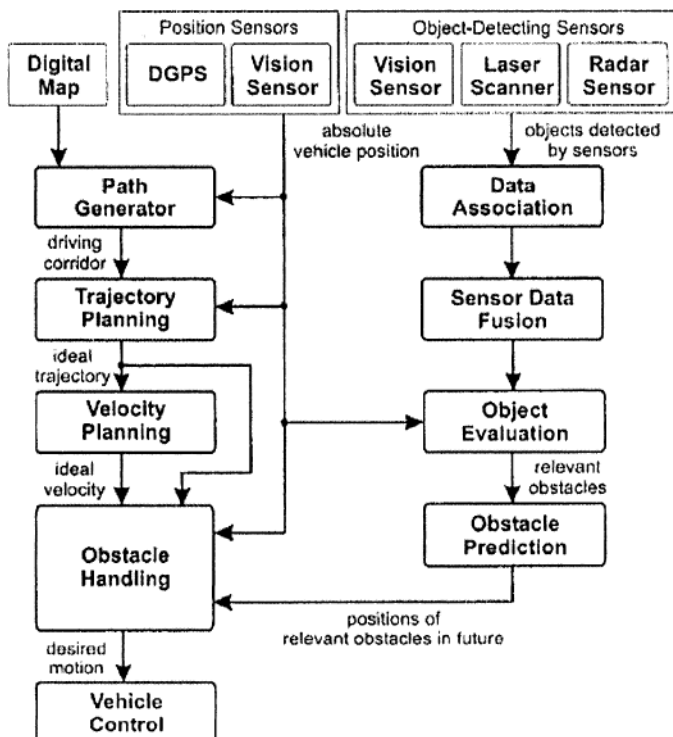 Position Sensors
Object-Detecting Sensors
Digital
Map
DGPS
Vision
Sensor
Vision
Sensor
Laser
Scanner
Radar
Sensor
absolute
vehicle position
objects detected
by sensors
Path
Generator
Data
Association
driving
corridor
Trajectory
Planning
Sensor Data
Fusion
ideal
trajectory
Velocity
Planning
Object
Evaluation
ideal
velocity
relevant
obstacles
Obstacle
Handling
Obstacle
Prediction
positions of
relevant obstacles in future
desired
motion
Vehicle
Control